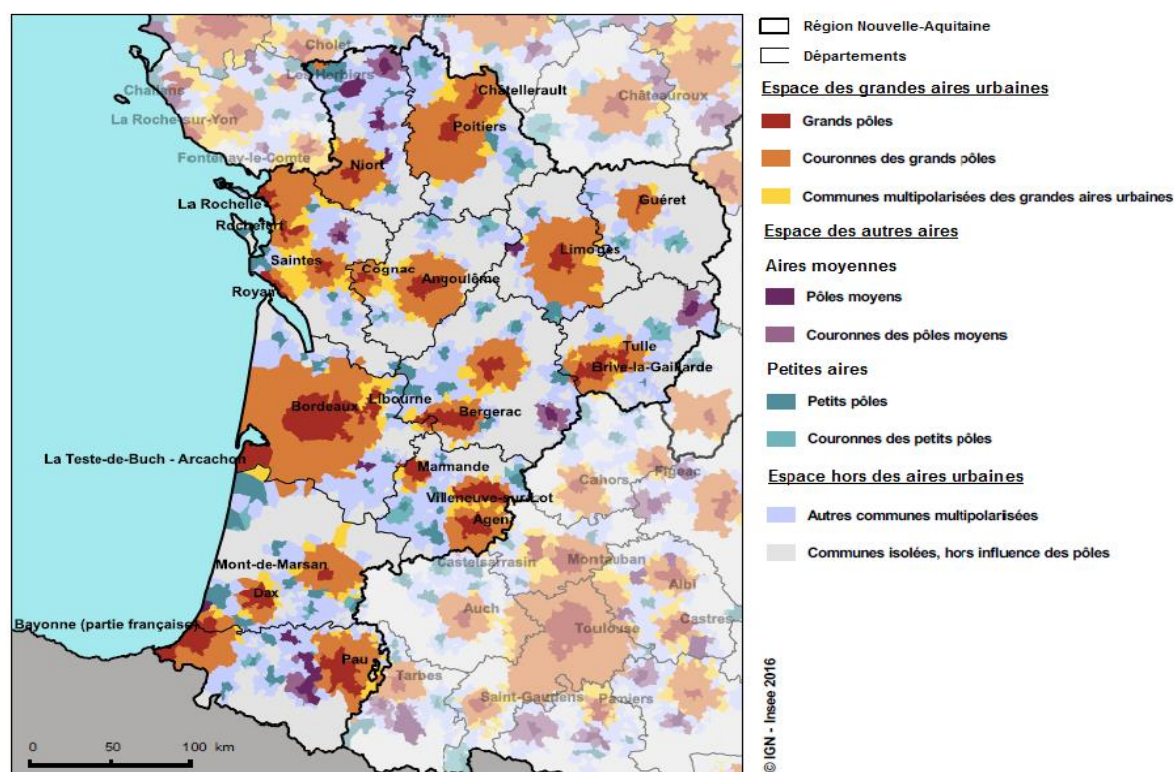 Cholet
Les Herbiers
Challans
La Roche-sur-Yon
Fontenay-le-Comte
Châtellerault
Châteauroux
Poitiers
Niort
La Rochelle
Rochefort
Guéret
Limoges
Saintes
Cognac
Angoulême
Royan
Tulle
Brive-la-Gaillarde
Bordeaux
Libourne
Bergerac
La Teste-de-Buch - Arcachon
Marmande
Cahors
Figeac
Villeneuve-sur-Lot
Agen
Castelsarrasin
Montauban
Albi
Mont-de-Marsan
Dax
Auch
Toulouse
Castres
Bayonne (partie française)
Pau
Tarbes
Saint-Gaudens
Pamiers
0 50 100 km
Région Nouvelle-Aquitaine
Départements
Espace des grandes aires urbaines
Grands pôles
Couronnes des grands pôles
Communes multipolarisées des grandes aires urbaines
Espace des autres aires
Aires moyennes
Pôles moyens
Couronnes des pôles moyens
Petites aires
Petits pôles
Couronnes des petits pôles
Espace hors des aires urbaines
Autres communes multipolarisées
Communes isolées, hors influence des pôles
© IGN - Insee 2016